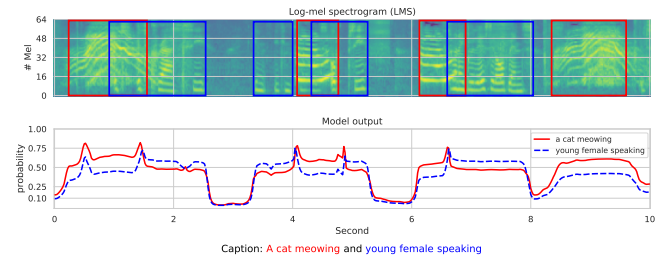 Log-mel spectrogram (LMS)
64
48
32
16
0
# Mel
Model output
1.00
0.75
0.50
0.25
0.10
probability
a cat meowing
young female speaking
0 2 4 6 8 10
Second
Caption: A cat meowing and young female speaking